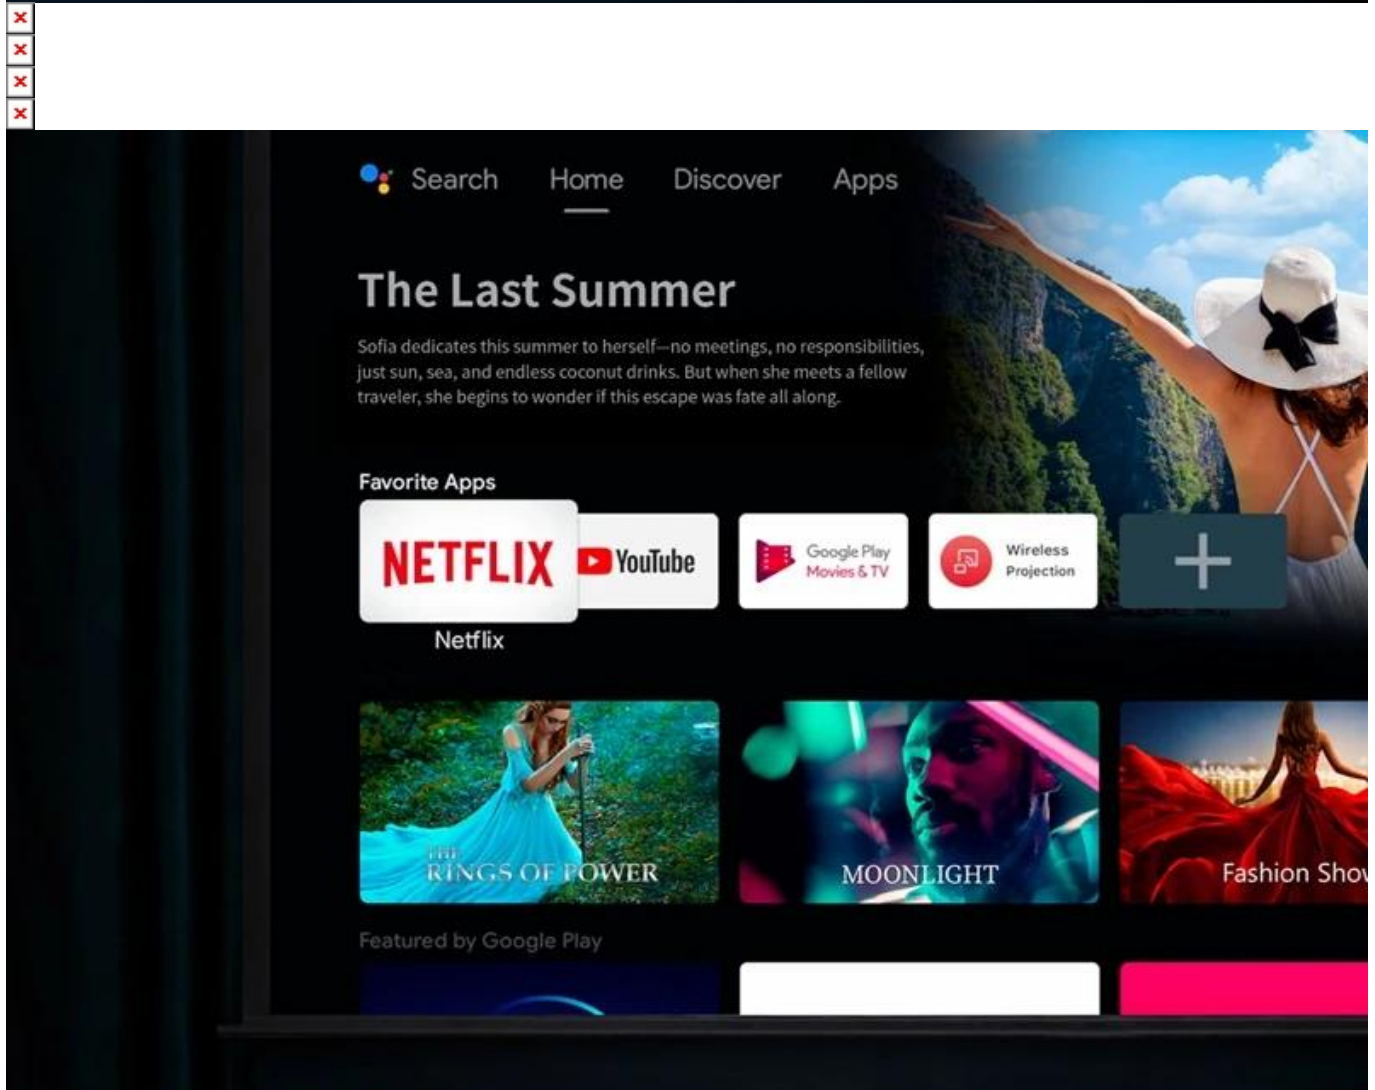 Search Home Discover Apps
The Last Summer
Sofia dedicates this summer to herself—no meetings, no responsibilities,
just sun, sea, and endless coconut drinks. But when she meets a fellow
traveler, she begins to wonder if this escape was fate all along.
Favorite Apps
NETFLIX
YouTube
Google Play
Movies & TV
Wireless
Projection
Netflix
THE
RINGS OF POWER
MOONLIGHT
Fashion Show
Featured by Google Play